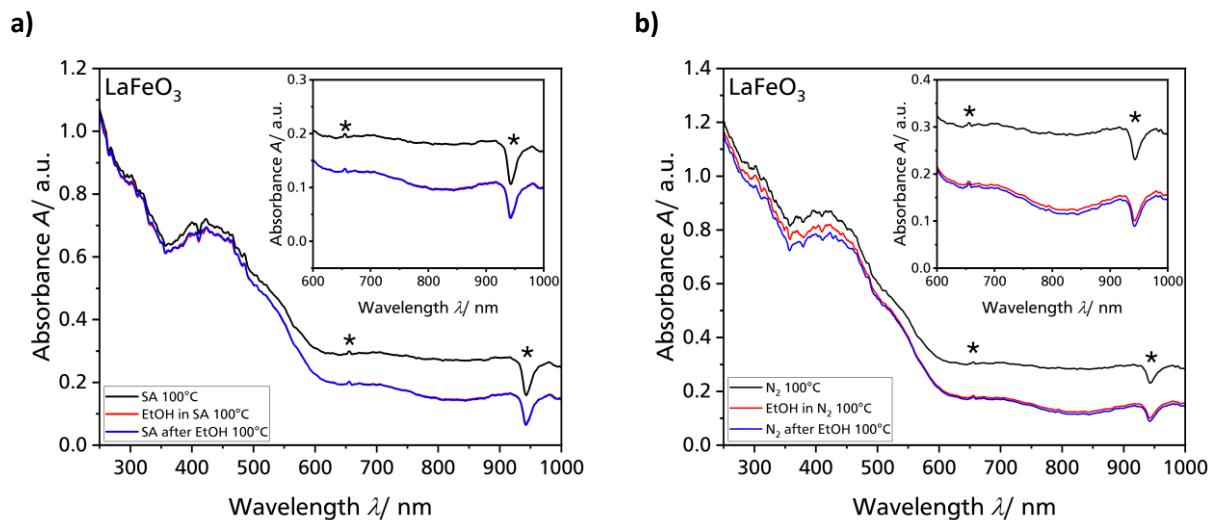 a)
LaFeO₃
Absorbance A/ a.u.
1.2
1.0
0.8
0.6
0.4
0.2
0.0
250 300 400 500 600 700 800 900 1000
Wavelength λ/ nm
SA 100°C
EtOH in SA 100°C
SA after EtOH 100°C
* *
Absorbance A/ a.u.
0.3
0.2
0.1
0.0
600 700 800 900 1000
Wavelength λ/ nm
* *
b)
LaFeO₃
Absorbance A/ a.u.
1.4
1.2
1.0
0.8
0.6
0.4
0.2
0.0
250 300 400 500 600 700 800 900 1000
Wavelength λ/ nm
N₂ 100°C
EtOH in N₂ 100°C
N₂ after EtOH 100°C
* *
Absorbance A/ a.u.
0.4
0.3
0.2
0.1
0.0
600 700 800 900 1000
Wavelength λ/ nm
* *